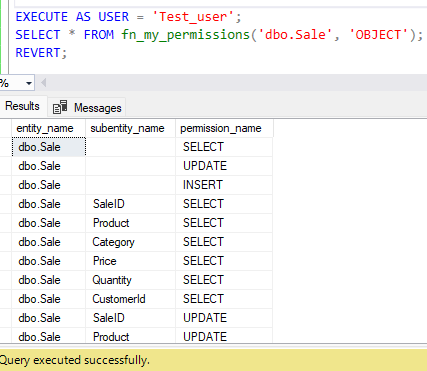 EXECUTE AS USER = 'Test_user';
SELECT * FROM fn_my_permissions('dbo.Sale', 'OBJECT');
REVERT;
%
Results Messages
entity_name subentity_name permission_name
dbo.Sale SELECT
dbo.Sale UPDATE
dbo.Sale INSERT
dbo.Sale SaleID SELECT
dbo.Sale Product SELECT
dbo.Sale Category SELECT
dbo.Sale Price SELECT
dbo.Sale Quantity SELECT
dbo.Sale CustomerId SELECT
dbo.Sale SaleID UPDATE
dbo.Sale Product UPDATE
Query executed successfully.